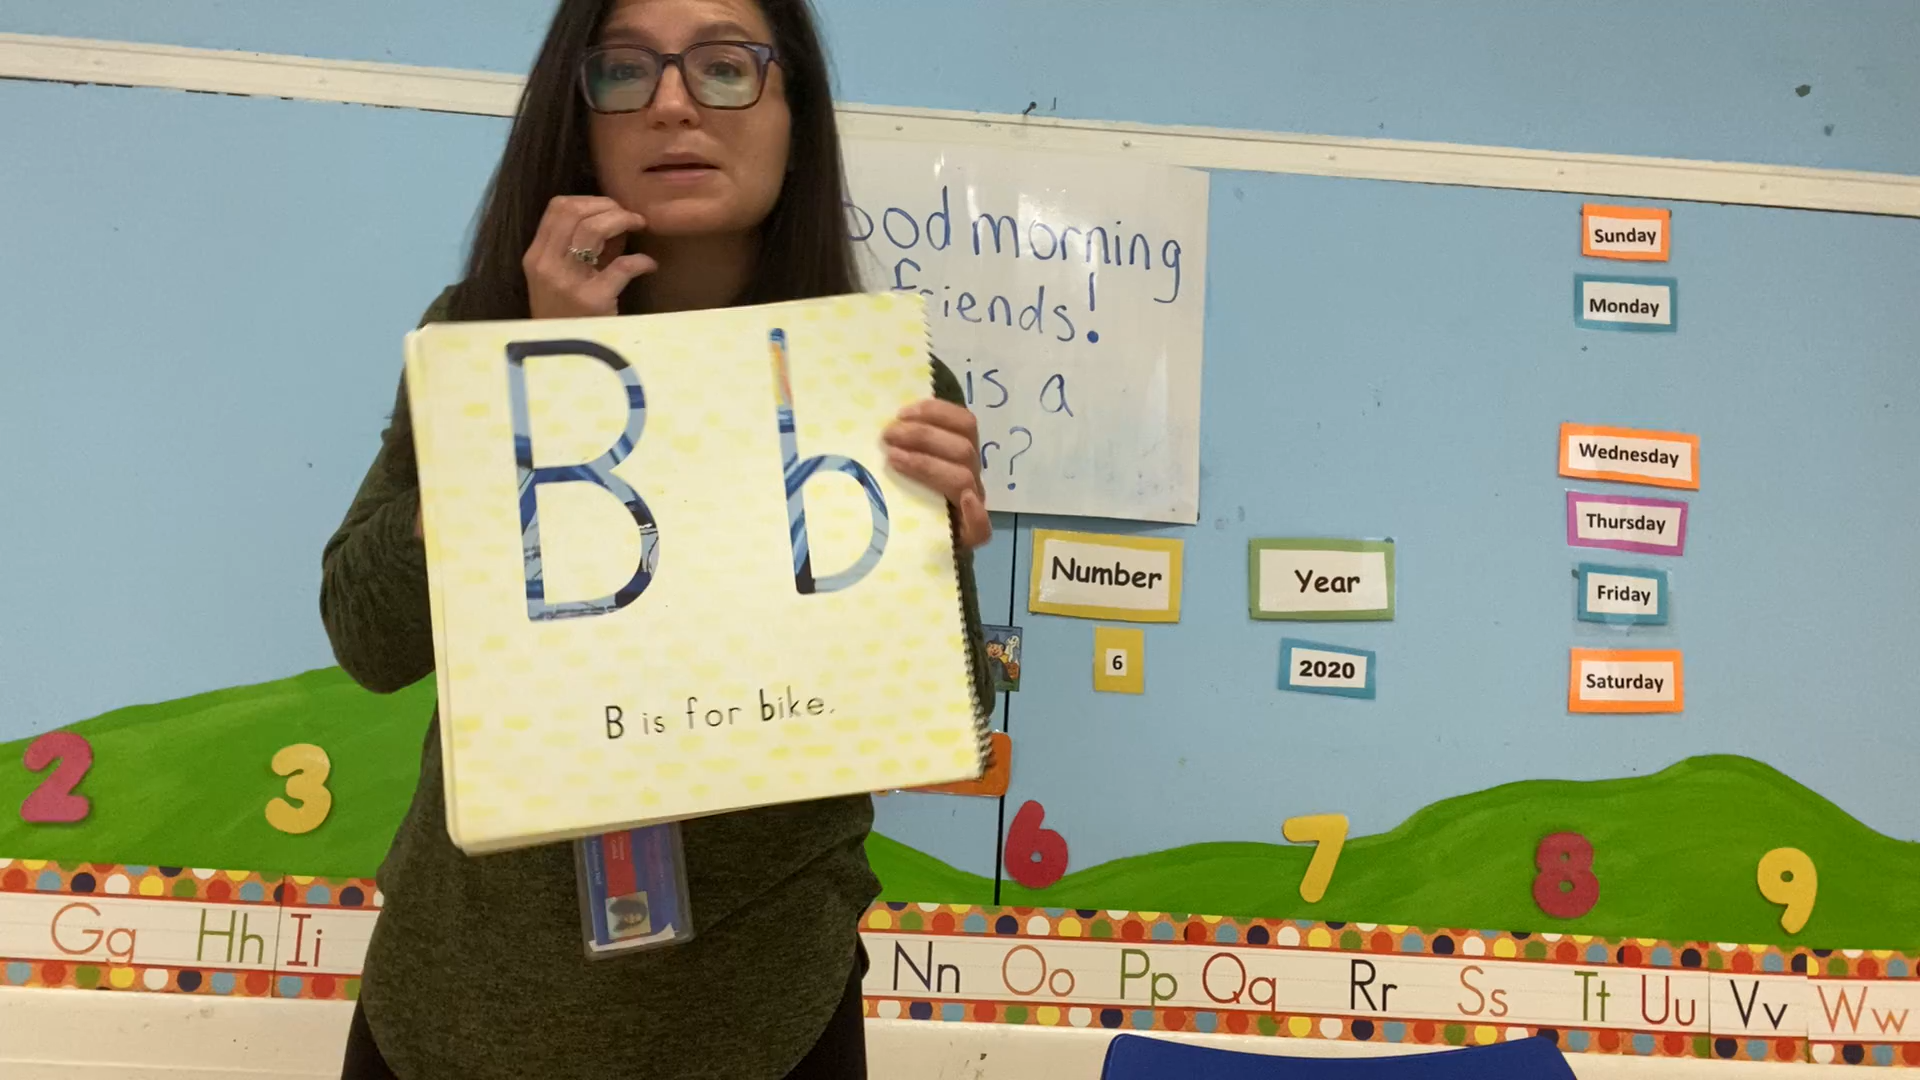 B b
B is for bike.
ood morning
friends!
is a
r?
Sunday
Monday
Wednesday
Thursday
Friday
Saturday
Number
Year
6
2020
2
3
6
7
8
9
Gg Hh Ii
Nn Oo Pp Qq Rr Ss Tt Uu Vv Ww